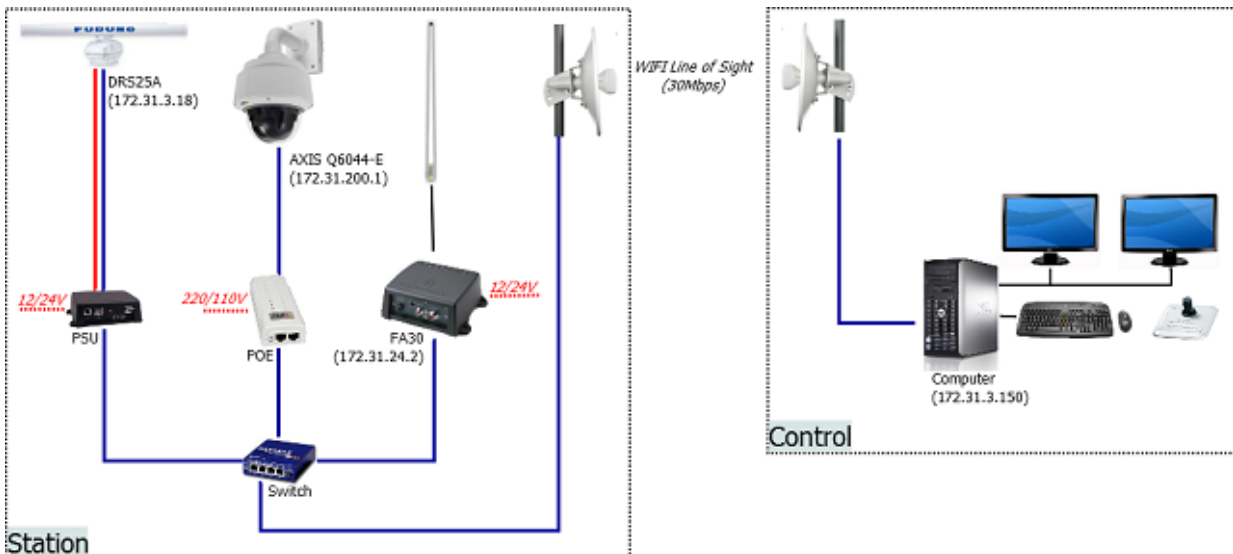 FURUNO
DRS25A
(172.31.3.18)
AXIS Q6044-E
(172.31.200.1)
WIFI Line of Sight
(30Mbps)
12/24V
PSU
220/110V
POE
12/24V
FA30
(172.31.24.2)
Switch
Station
Computer
(172.31.3.150)
Control